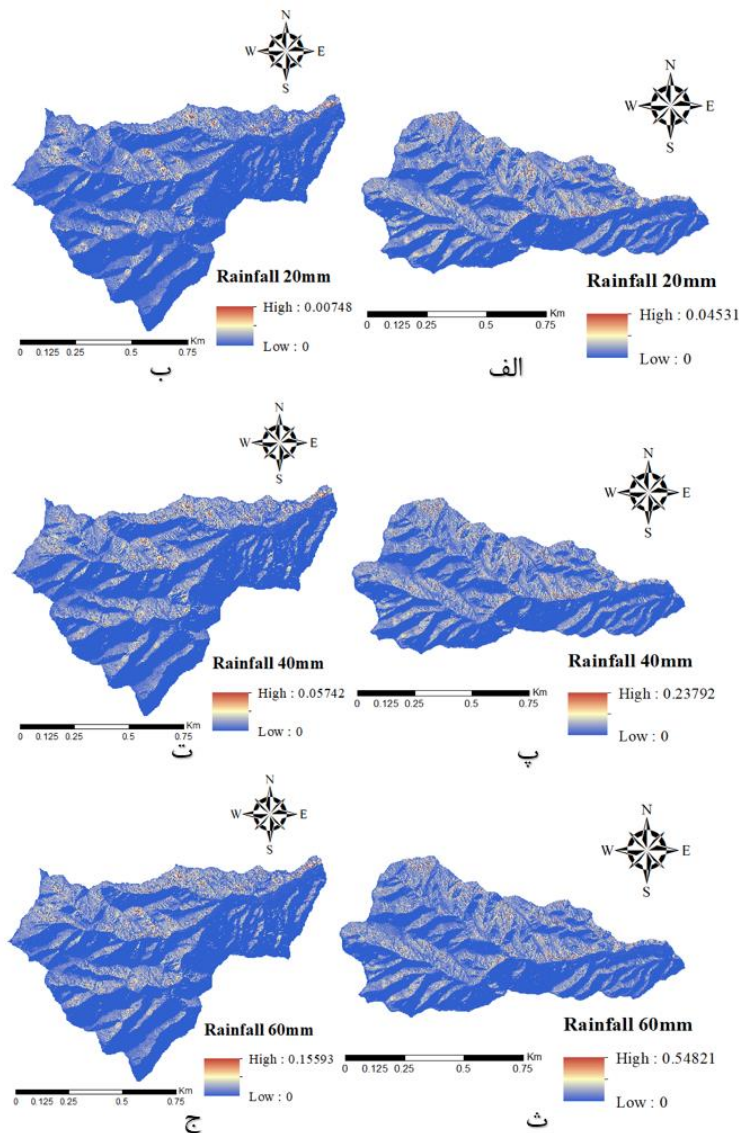 N
W E
S
Rainfall 20mm
High : 0.00748
Low : 0
Km
0 0.125 0.25 0.5 0.75
ب
N
W E
S
Rainfall 20mm
High : 0.04531
Low : 0
Km
0 0.125 0.25 0.5 0.75
الف
N
W E
S
Rainfall 40mm
High : 0.05742
Low : 0
Km
0 0.125 0.25 0.5 0.75
ت
N
W E
S
Rainfall 40mm
High : 0.23792
Low : 0
Km
0 0.125 0.25 0.5 0.75
پ
N
W E
S
Rainfall 60mm
High : 0.15593
Low : 0
Km
0 0.125 0.25 0.5 0.75
ج
N
W E
S
Rainfall 60mm
High : 0.54821
Low : 0
Km
0 0.125 0.25 0.5 0.75
ث